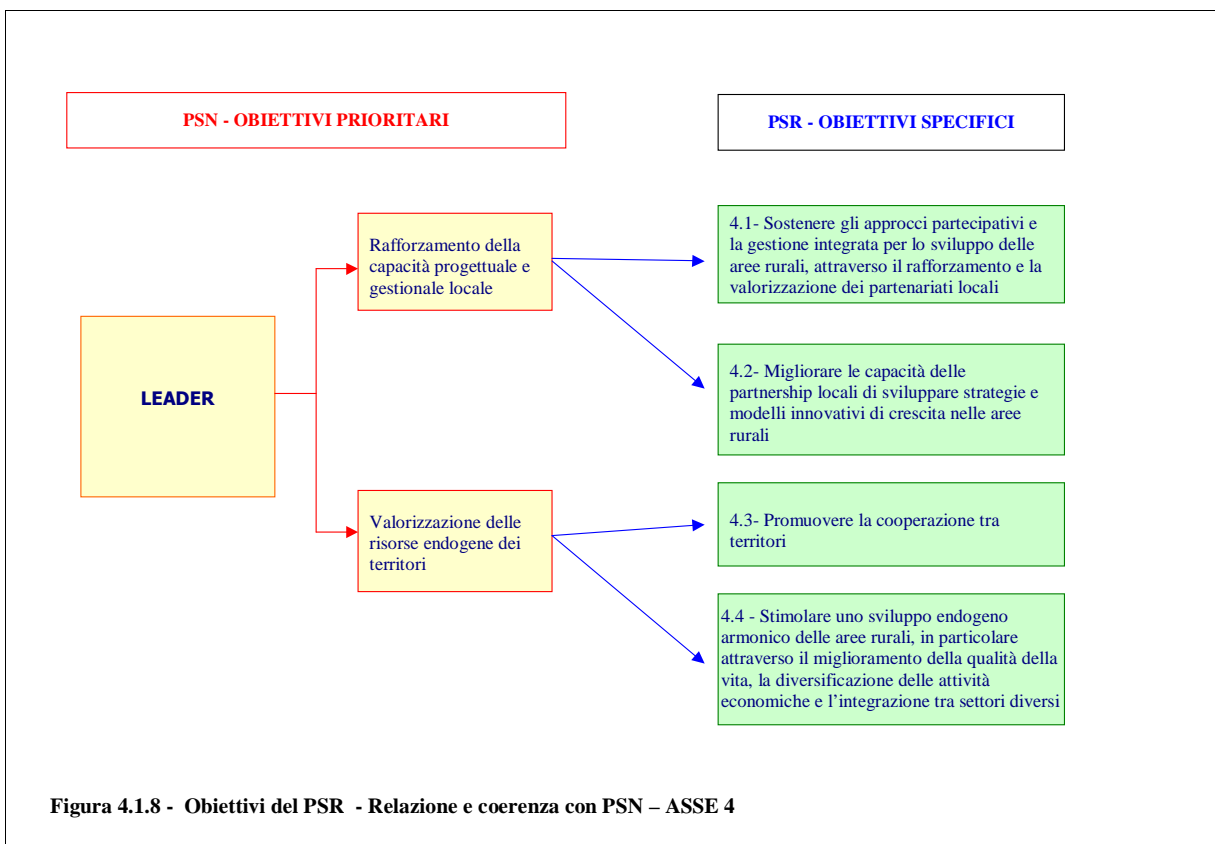 PSN - OBIETTIVI PRIORITARI
PSR - OBIETTIVI SPECIFICI
LEADER
Rafforzamento della
capacità progettuale e
gestionale locale
4.1- Sostenere gli approcci partecipativi e
la gestione integrata per lo sviluppo delle
aree rurali, attraverso il rafforzamento e la
valorizzazione dei partenariati locali
4.2- Migliorare le capacità delle
partnership locali di sviluppare strategie e
modelli innovativi di crescita nelle aree
rurali
Valorizzazione delle
risorse endogene dei
territori
4.3- Promuovere la cooperazione tra
territori
4.4 - Stimolare uno sviluppo endogeno
armonico delle aree rurali, in particolare
attraverso il miglioramento della qualità della
vita, la diversificazione delle attività
economiche e l’integrazione tra settori diversi
Figura 4.1.8 - Obiettivi del PSR - Relazione e coerenza con PSN – ASSE 4